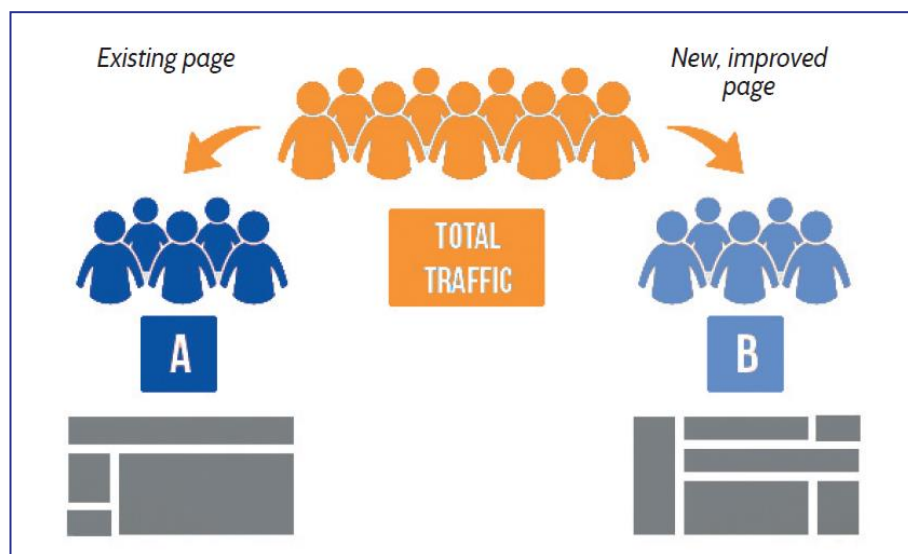 Existing page
New, improved
page
TOTAL
TRAFFIC
A
B